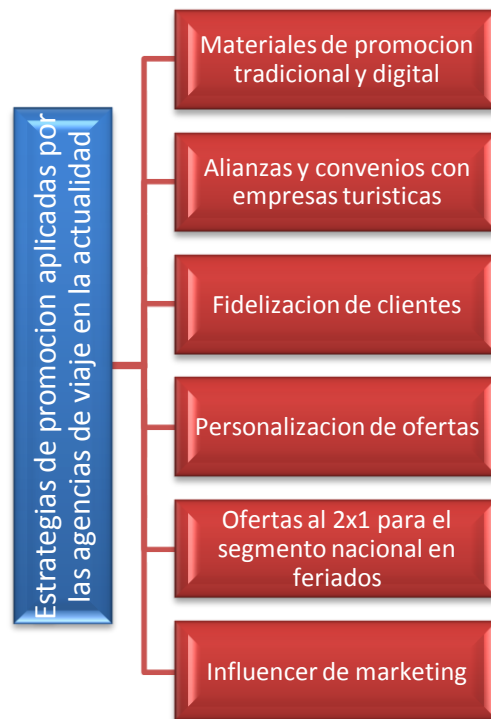 Estrategias de promocion aplicadas por
las agencias de viaje en la actualidad
Materiales de promocion
tradicional y digital
Alianzas y convenios con
empresas turisticas
Fidelizacion de clientes
Personalizacion de ofertas
Ofertas al 2x1 para el
segmento nacional en
feriados
Influencer de marketing